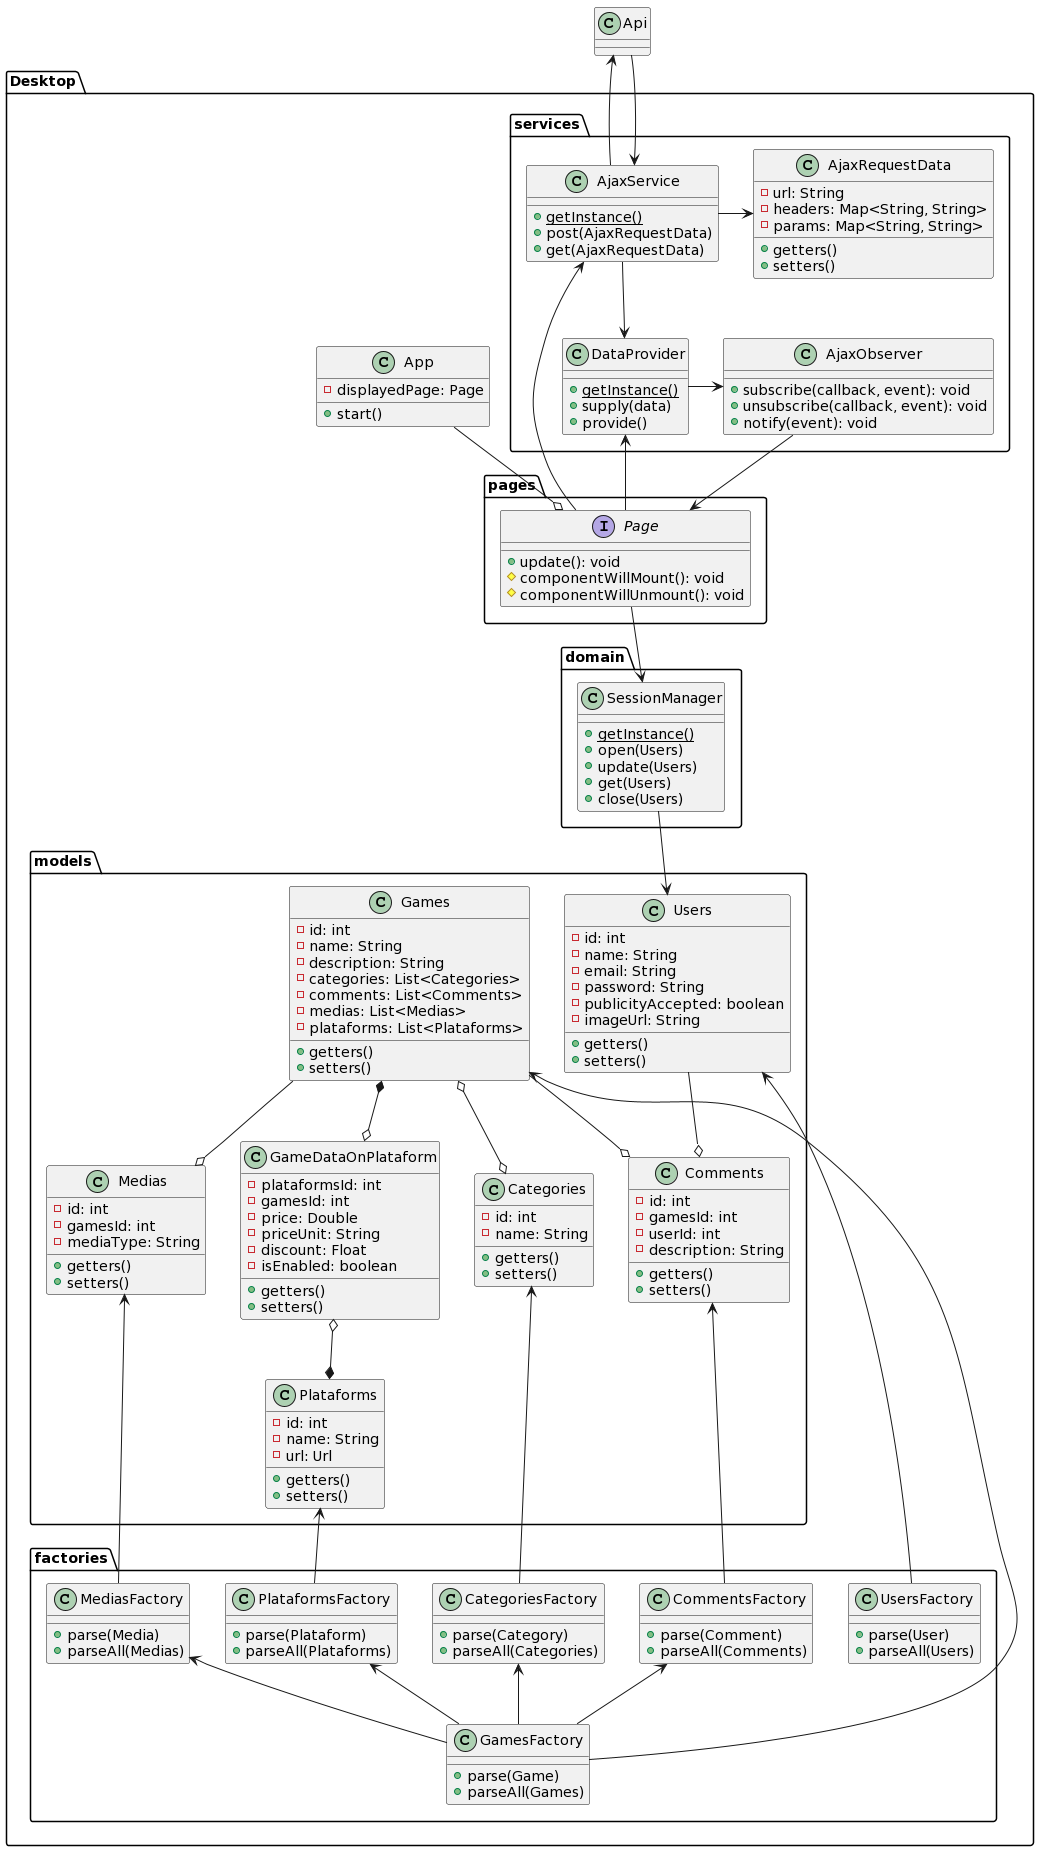 C Api
Desktop
services
C AjaxService
getInstance()
post(AjaxRequestData)
get(AjaxRequestData)
C AjaxRequestData
url: String
headers: Map<String, String>
params: Map<String, String>
getters()
setters()
C App
displayedPage: Page
start()
C DataProvider
getInstance()
supply(data)
provide()
C AjaxObserver
subscribe(callback, event): void
unsubscribe(callback, event): void
notify(event): void
pages
I Page
update(): void
componentWillMount(): void
componentWillUnmount(): void
domain
C SessionManager
getInstance()
open(Users)
update(Users)
get(Users)
close(Users)
models
C Games
id: int
name: String
description: String
categories: List<Categories>
comments: List<Comments>
medias: List<Medias>
plataforms: List<Plataforms>
getters()
setters()
C Users
id: int
name: String
email: String
password: String
publicityAccepted: boolean
imageUrl: String
getters()
setters()
C Medias
id: int
gamesId: int
mediaType: String
getters()
setters()
C GameDataOnPlataform
plataformsId: int
gamesId: int
price: Double
priceUnit: String
discount: Float
isEnabled: boolean
getters()
setters()
C Categories
id: int
name: String
getters()
setters()
C Comments
id: int
gamesId: int
userId: int
description: String
getters()
setters()
C Plataforms
id: int
name: String
url: Url
getters()
setters()
factories
C MediasFactory
parse(Media)
parseAll(Medias)
C PlataformsFactory
parse(Plataform)
parseAll(Plataforms)
C CategoriesFactory
parse(Category)
parseAll(Categories)
C CommentsFactory
parse(Comment)
parseAll(Comments)
C UsersFactory
parse(User)
parseAll(Users)
C GamesFactory
parse(Game)
parseAll(Games)